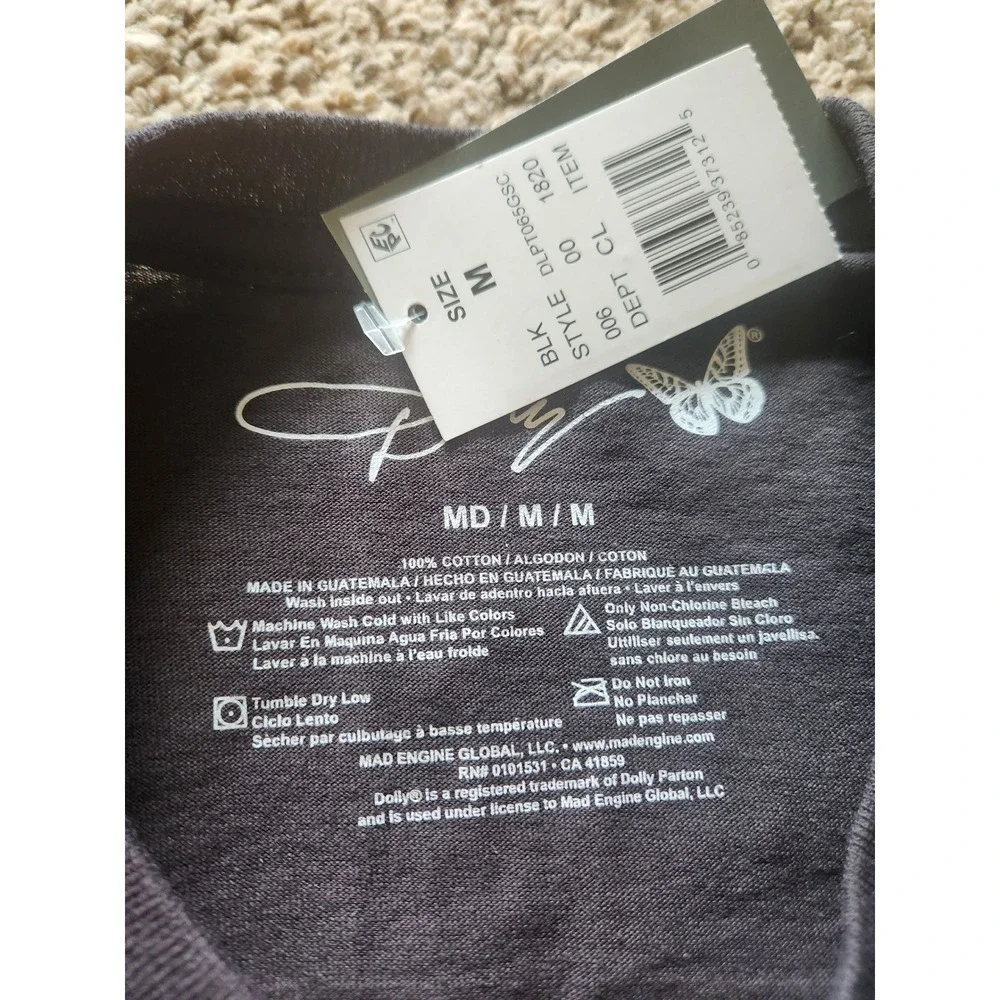 EC
PL
SIZE
M
BLK
STYLE DLPT065GSC
006 00 1820
DEPT CL ITEM
0 85239 37312 5
®
MD / M / M
100% COTTON / ALGODON / COTON
MADE IN GUATEMALA / HECHO EN GUATEMALA / FABRIQUE AU GUATEMALA
Wash inside out • Lavar de adentro hacia afuera • Laver à l'envers
Machine Wash Cold with Like Colors
Lavar En Maquina Agua Fria Por Colores
Laver à la machine à l'eau froide
Only Non-Chlorine Bleach
Solo Blanqueador Sin Cloro
Utiliser seulement un javellisa.
sans chlore au besoin
Tumble Dry Low
Ciclo Lento
Sècher par culbutage à basse température
Do Not Iron
No Planchar
Ne pas repasser
MAD ENGINE GLOBAL, LLC. • www.madengine.com
RN# 0101531 • CA 41859
Dolly® is a registered trademark of Dolly Parton
and is used under license to Mad Engine Global, LLC